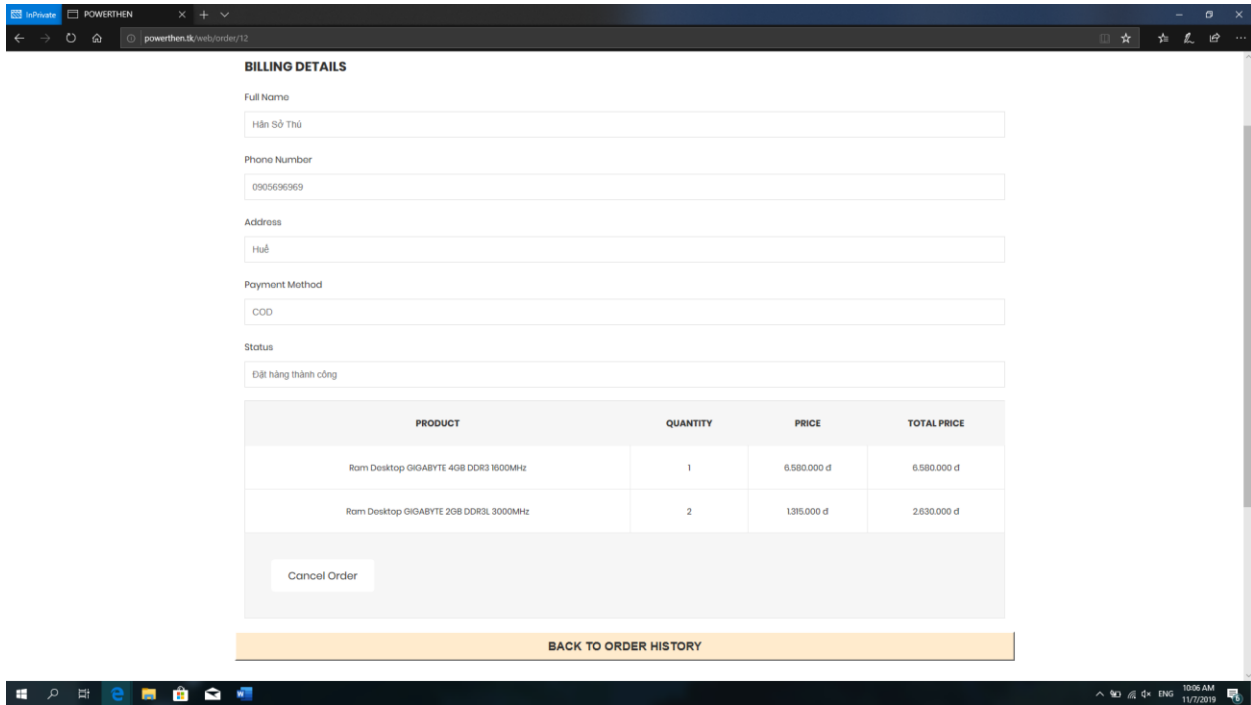 InPrivate POWERTHEN
powerthen.tk/web/order/12
BILLING DETAILS
Full Name
Hân Sở Thú
Phone Number
0905696969
Address
Huế
Payment Method
COD
Status
Đặt hàng thành công
PRODUCT QUANTITY PRICE TOTAL PRICE
Ram Desktop GIGABYTE 4GB DDR3 1600MHz 1 6.580.000 đ 6.580.000 đ
Ram Desktop GIGABYTE 2GB DDR3L 3000MHz 2 1.315.000 đ 2.630.000 đ
Cancel Order
BACK TO ORDER HISTORY
ENG 10:06 AM
11/7/2019